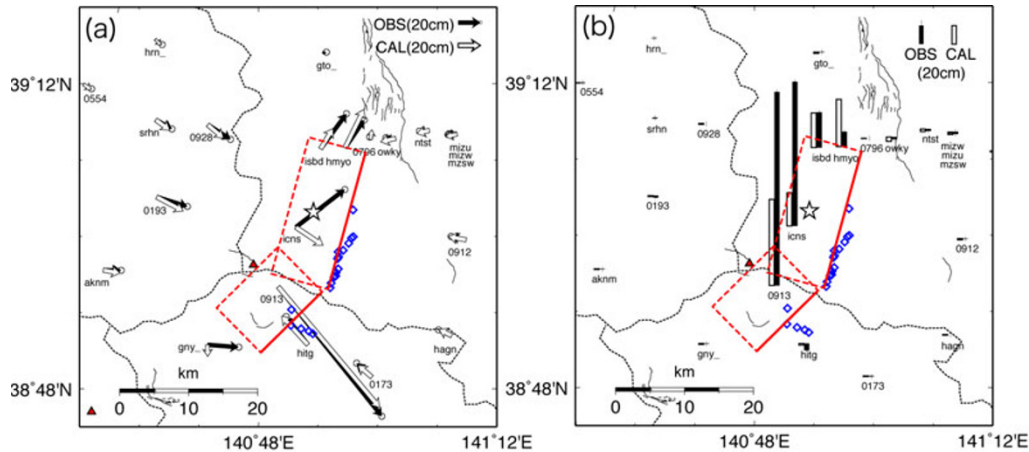 (a)
OBS(20cm)
CAL(20cm)
hrn_
gto_
39°12'N
0554
srhn
0928
isbd hmyo
0796 owky
ntst
mizu
mizw
mzsw
0193
icns
0912
aknm
0913
gny_
hitg
hagn
0173
km
38°48'N
0 10 20
140°48'E
141°12'E
(b)
OBS CAL
(20cm)
hrn_
gto_
39°12'N
0554
srhn
0928
isbd hmyo
0796 owky
ntst
mizw
mizu
mzsw
0193
icns
0912
aknm
0913
gny_
hitg
hagn
0173
km
38°48'N
0 10 20
140°48'E
141°12'E